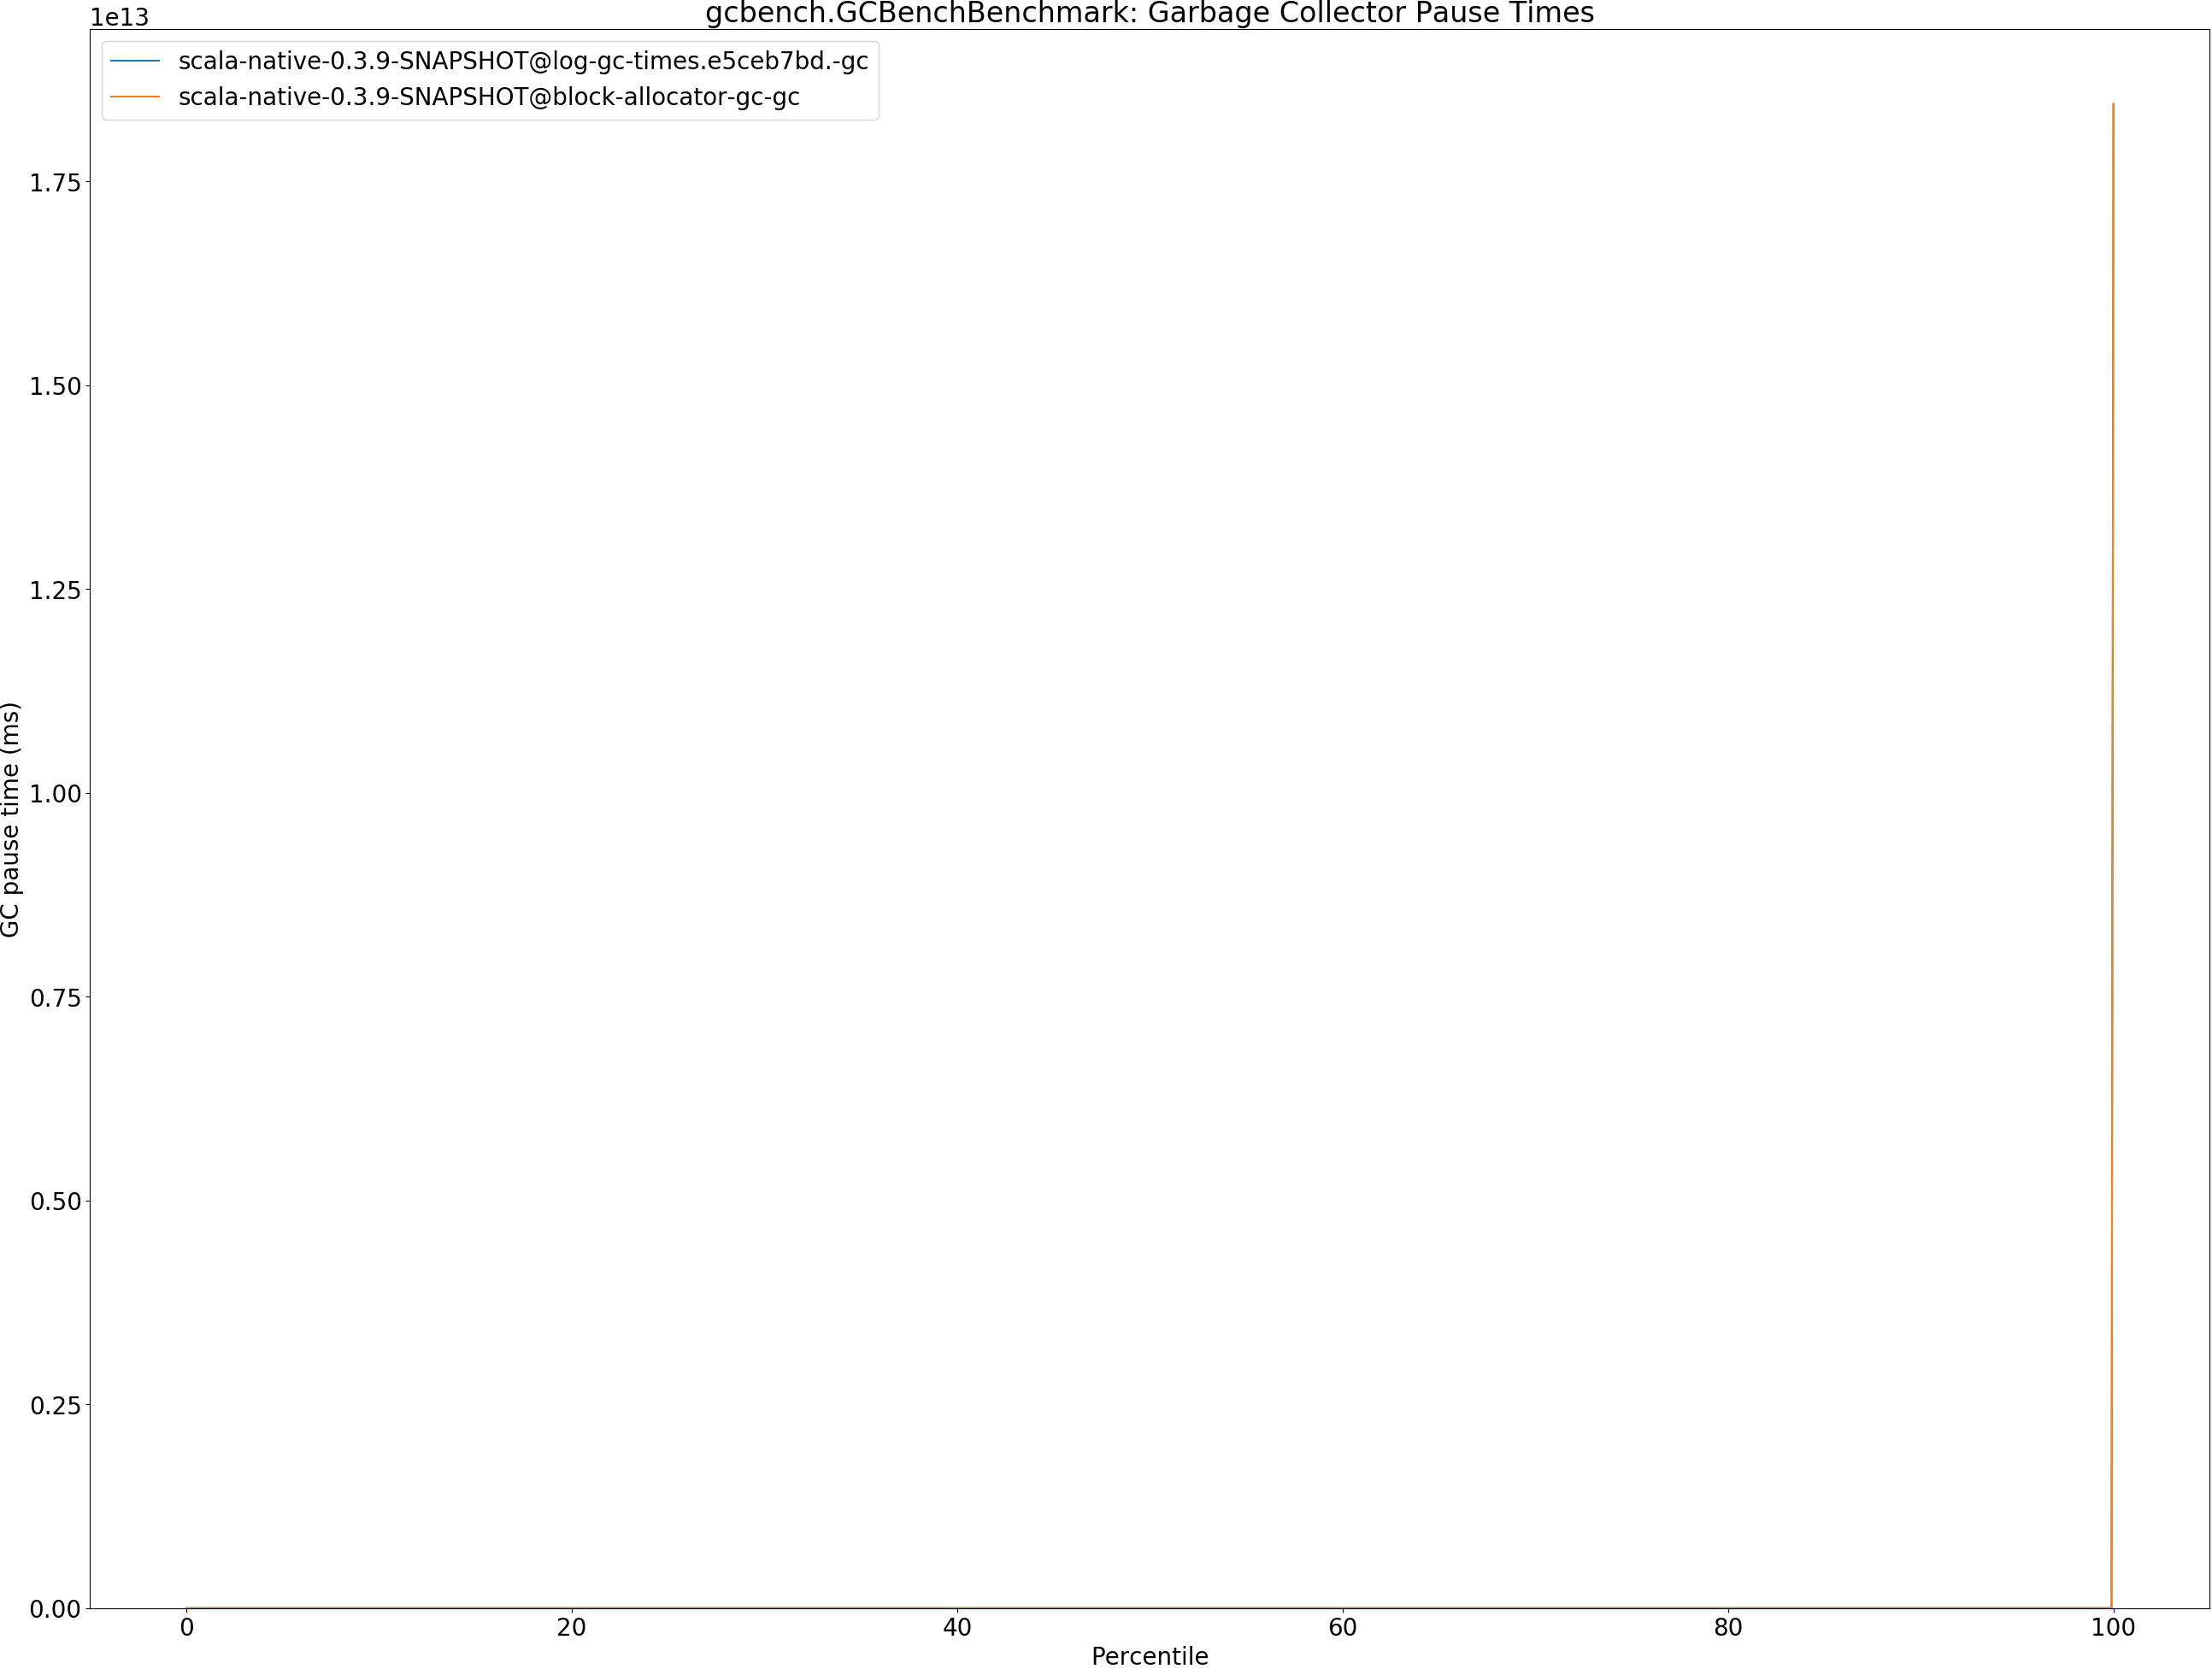 gcbench.GCBenchBenchmark: Garbage Collector Pause Times
1e13
scala-native-0.3.9-SNAPSHOT@log-gc-times.e5ceb7bd.-gc
scala-native-0.3.9-SNAPSHOT@block-allocator-gc-gc
1.75
1.50
1.25
1.00
0.75
0.50
0.25
0.00
GC pause time (ms)
0 20 40 60 80 100
Percentile